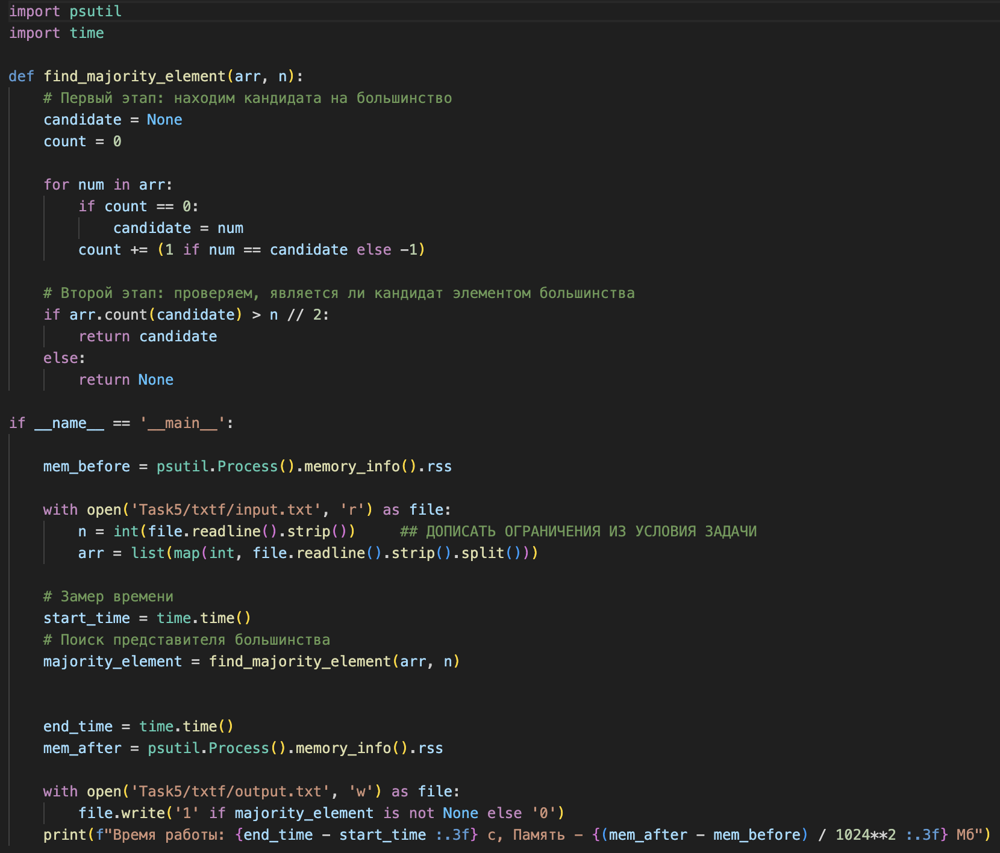 import psutil
import time
def find_majority_element(arr, n):
    # Первый этап: находим кандидата на большинство
    candidate = None
    count = 0
    for num in arr:
        if count == 0:
            candidate = num
        count += (1 if num == candidate else -1)
    # Второй этап: проверяем, является ли кандидат элементом большинства
    if arr.count(candidate) > n // 2:
        return candidate
    else:
        return None
if __name__ == '__main__':
    mem_before = psutil.Process().memory_info().rss
    with open('Task5/txtf/input.txt', 'r') as file:
        n = int(file.readline().strip())     ## ДОПИСАТЬ ОГРАНИЧЕНИЯ ИЗ УСЛОВИЯ ЗАДАЧИ
        arr = list(map(int, file.readline().strip().split()))
    # Замер времени
    start_time = time.time()
    # Поиск представителя большинства
    majority_element = find_majority_element(arr, n)
    end_time = time.time()
    mem_after = psutil.Process().memory_info().rss
    with open('Task5/txtf/output.txt', 'w') as file:
        file.write('1' if majority_element is not None else '0')
    print(f"Время работы: {end_time - start_time :.3f} с, Память – {(mem_after - mem_before) / 1024**2 :.3f} Мб")